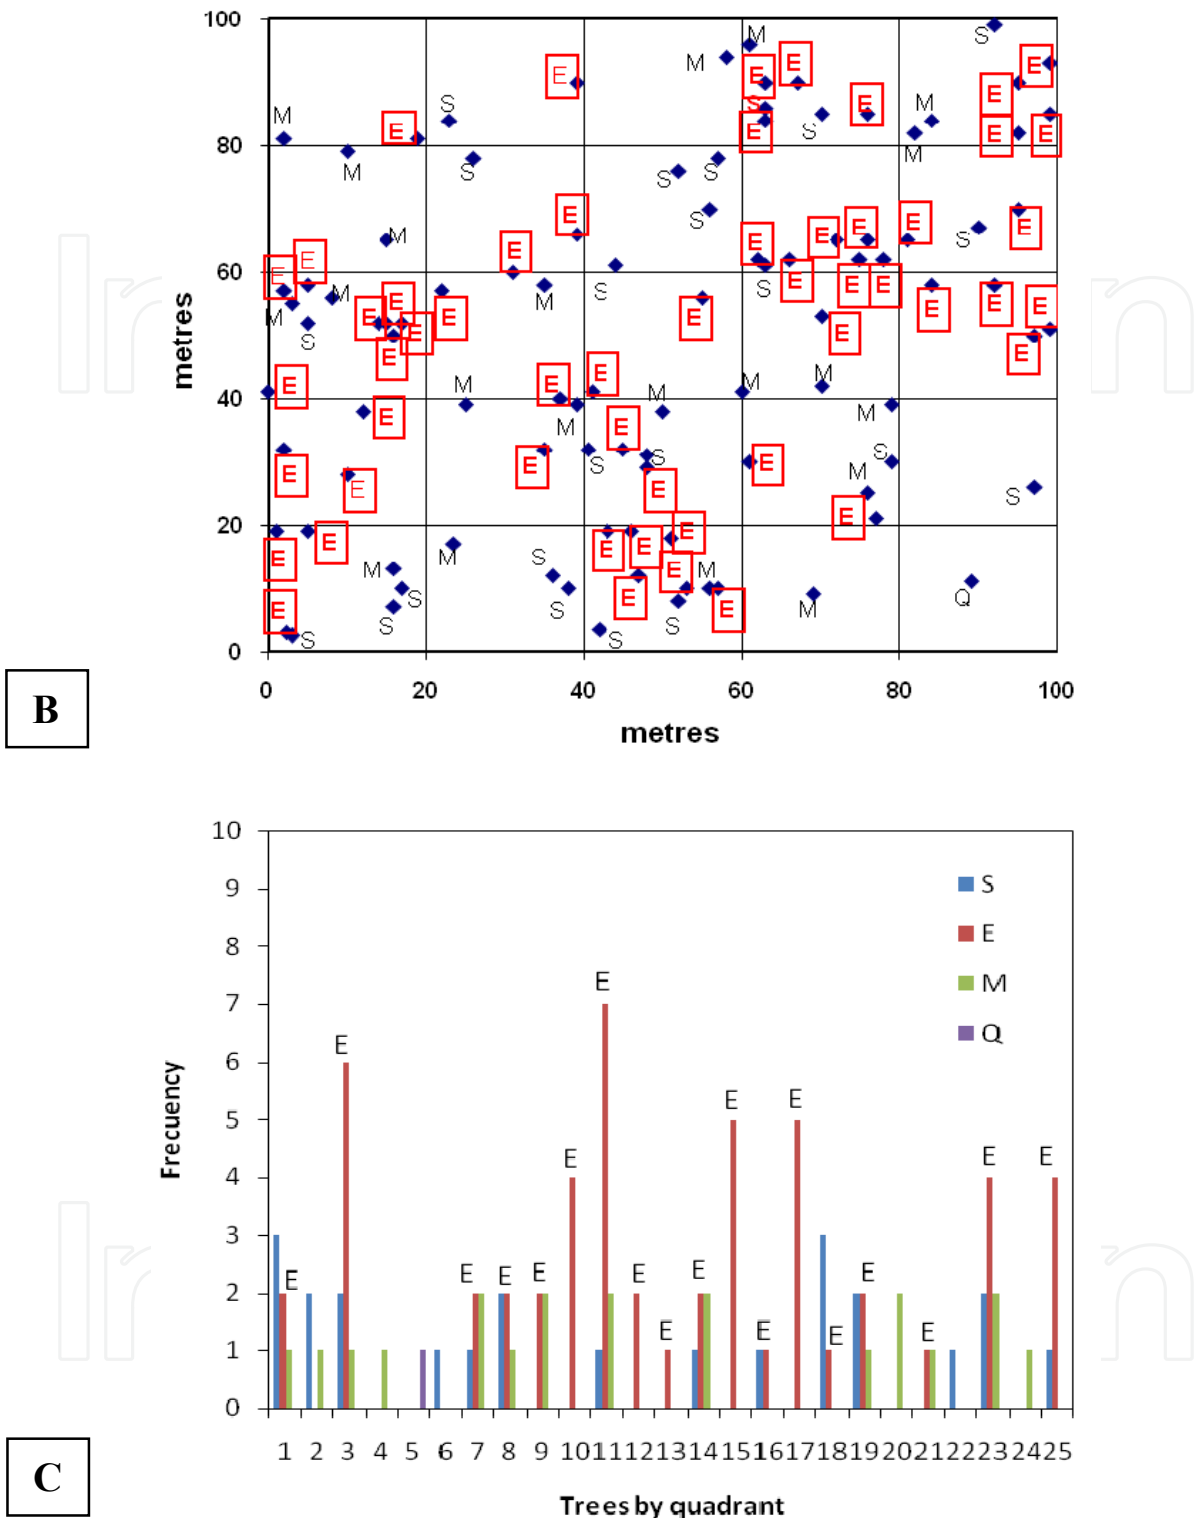 100
80
60
40
20
0
metres
M E S M M E E E S
M E S E S S M E S M E E E
M S S S S
M E E E E E E E S E
E E M M E E E S S E E E E E E
M S E E E E E
E M E E M M M
E M E S S E M S
E E E E M S S
E E M S E E E E M
E S S S E S E M Q
S S
0 20 40 60 80 100
metres
B
10
9
8
7
6
5
4
3
2
1
0
Frecuency
S
E
M
Q
E E E E E E E E E E E E E E E E E E E
1 2 3 4 5 6 7 8 9 10 11 12 13 14 15 16 17 18 19 20 21 22 23 24 25
Trees by quadrant
C